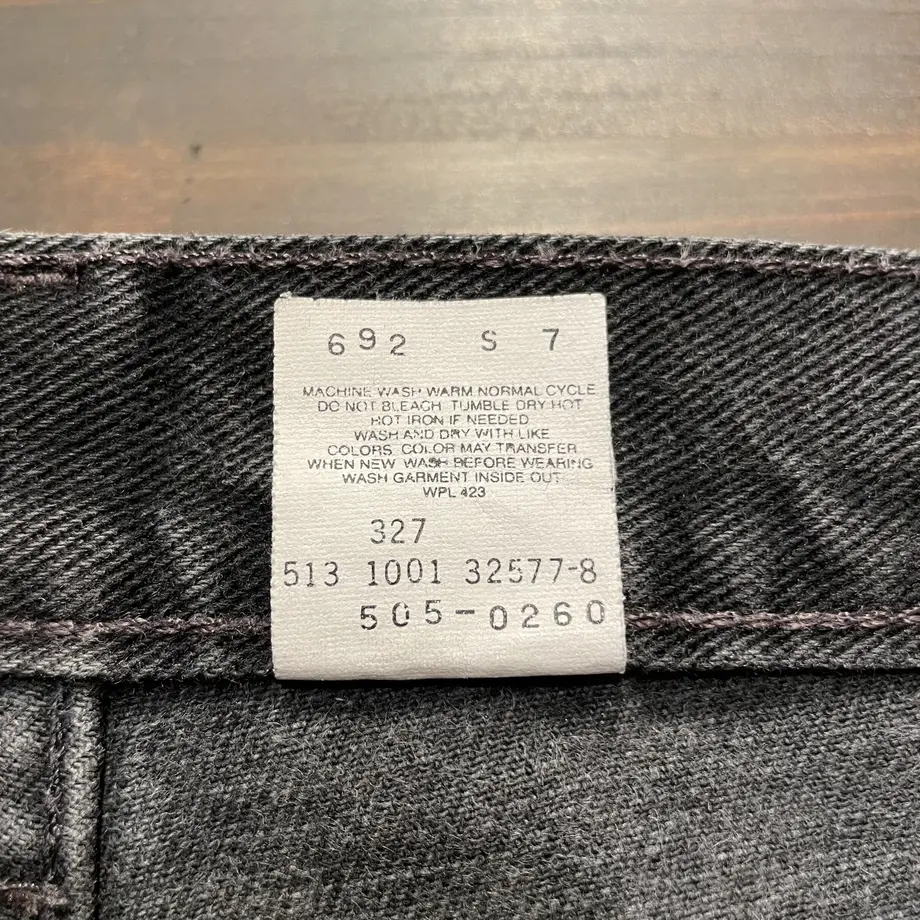 692 S 7
MACHINE WASH WARM NORMAL CYCLE
DO NOT BLEACH TUMBLE DRY HOT
HOT IRON IF NEEDED
WASH AND DRY WITH LIKE
COLORS. COLOR MAY TRANSFER
WHEN NEW WASH BEFORE WEARING
WASH GARMENT INSIDE OUT
WPL 423
327
513 1001 32577-8
505-0260